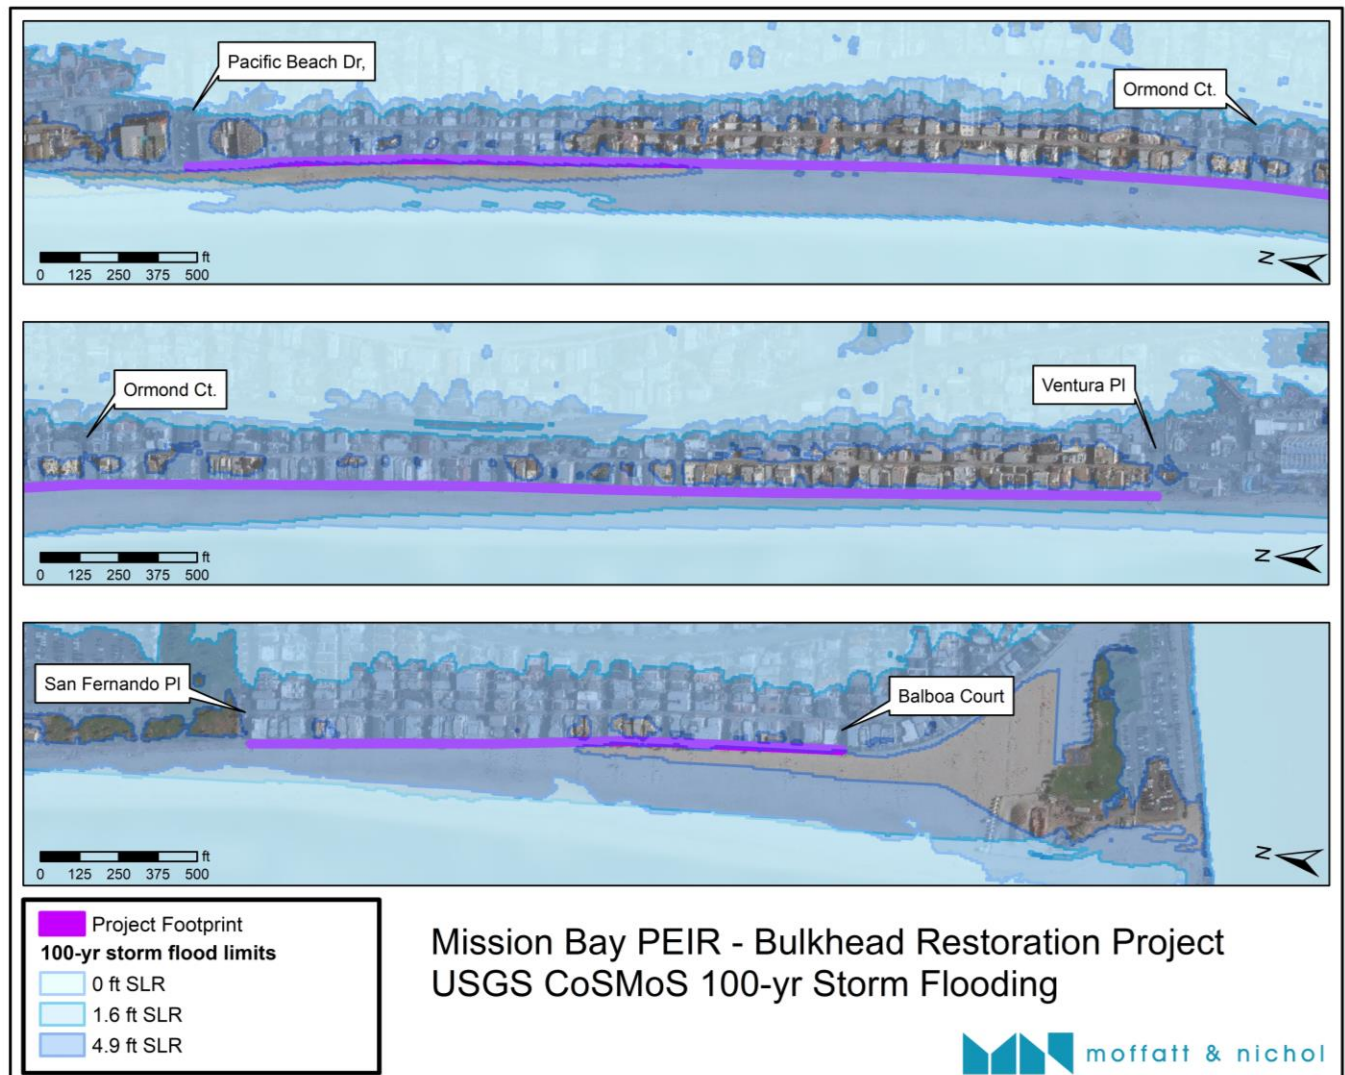 Pacific Beach Dr,
Ormond Ct.
ft
0 125 250 375 500
N
Ormond Ct.
Ventura Pl
ft
0 125 250 375 500
N
San Fernando Pl
Balboa Court
ft
0 125 250 375 500
N
Project Footprint
100-yr storm flood limits
0 ft SLR
1.6 ft SLR
4.9 ft SLR
Mission Bay PEIR - Bulkhead Restoration Project
USGS CoSMoS 100-yr Storm Flooding
moffatt & nichol